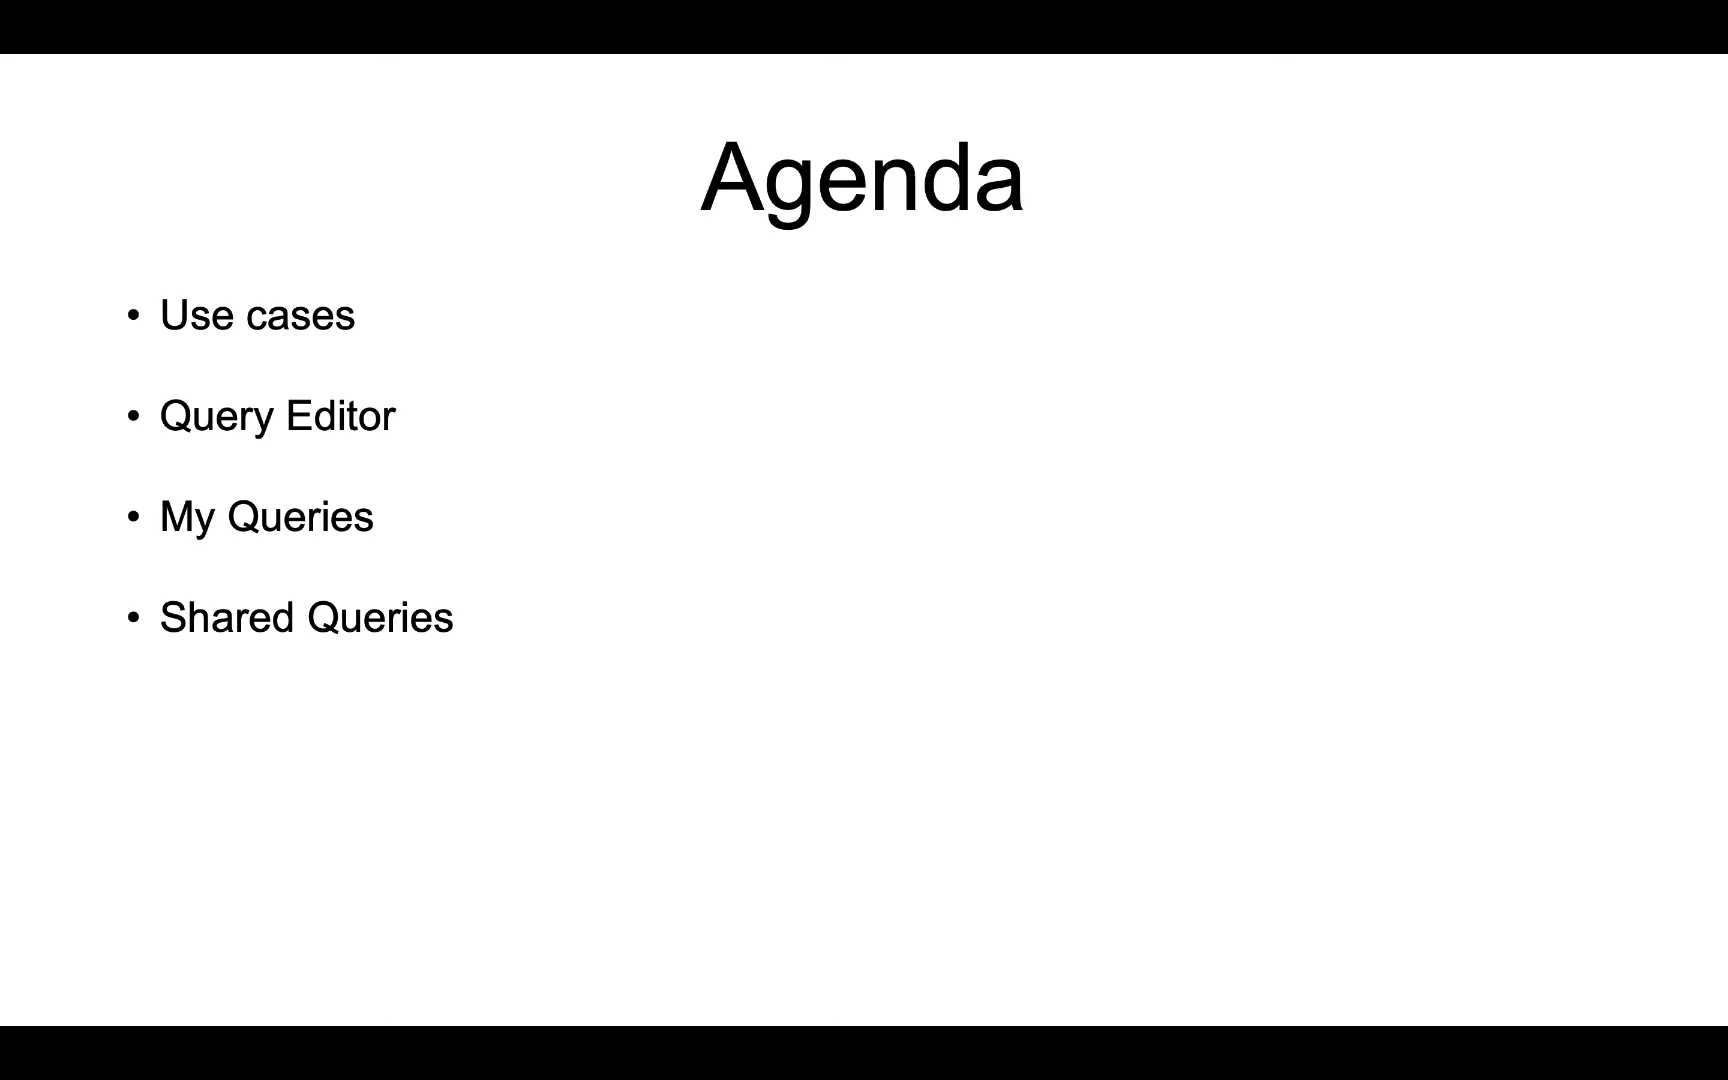 Agenda
• Use cases
• Query Editor
• My Queries
• Shared Queries